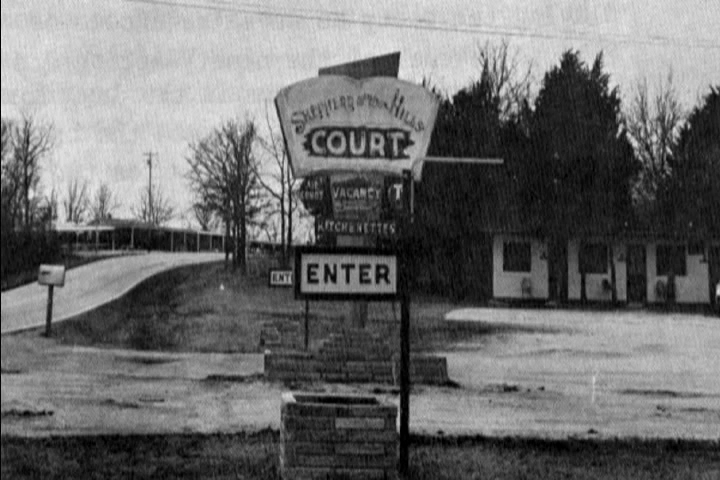 SHEPHERD OF THE HILLS
COURT
VACANCY
T
KITCHENETTES
ENT
ENTER